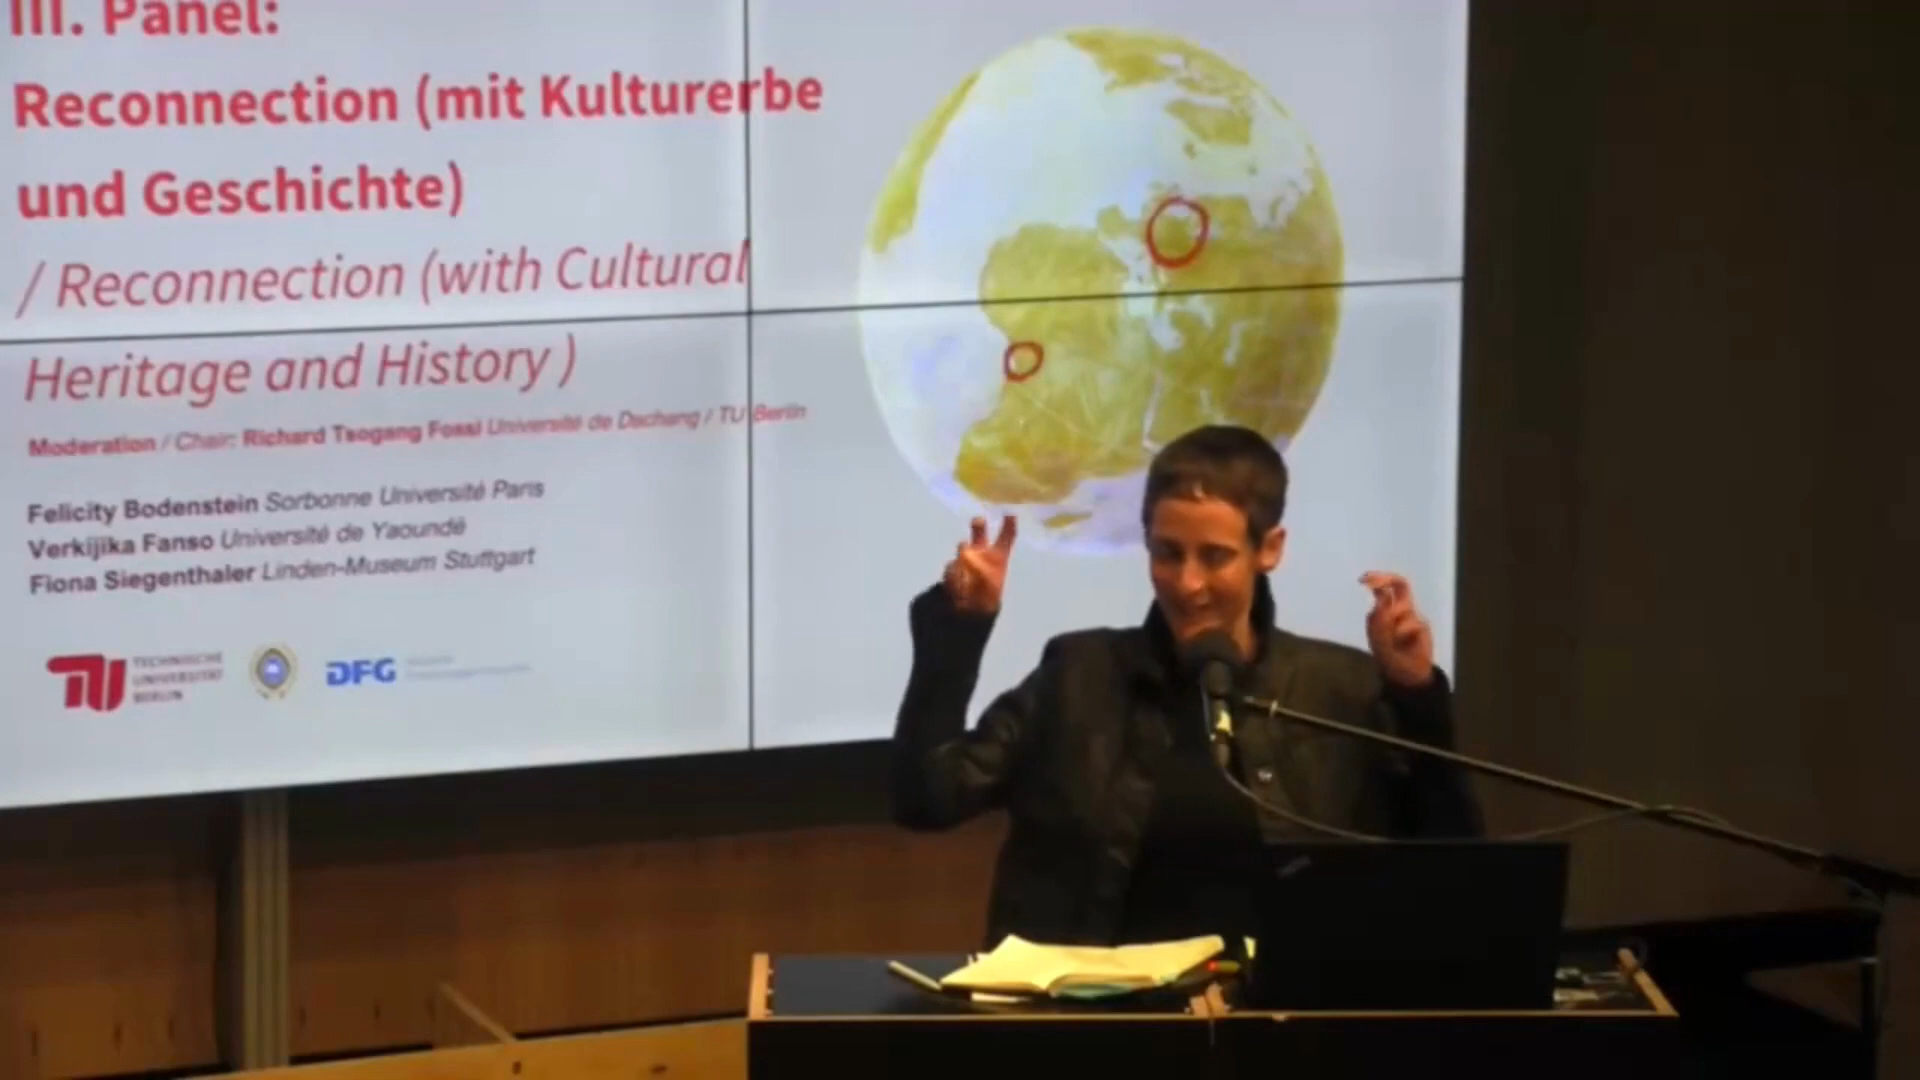 III. Panel:
Reconnection (mit Kulturerbe
und Geschichte)
/ Reconnection (with Cultural
Heritage and History )
Moderation / Chair: Richard Tsogang Fossi Université de Dschang / TU Berlin
Felicity Bodenstein Sorbonne Université Paris
Verkijika Fanso Université de Yaoundé
Fiona Siegenthaler Linden-Museum Stuttgart
TU
TECHNISCHE
UNIVERSITÄT
BERLIN
DFG